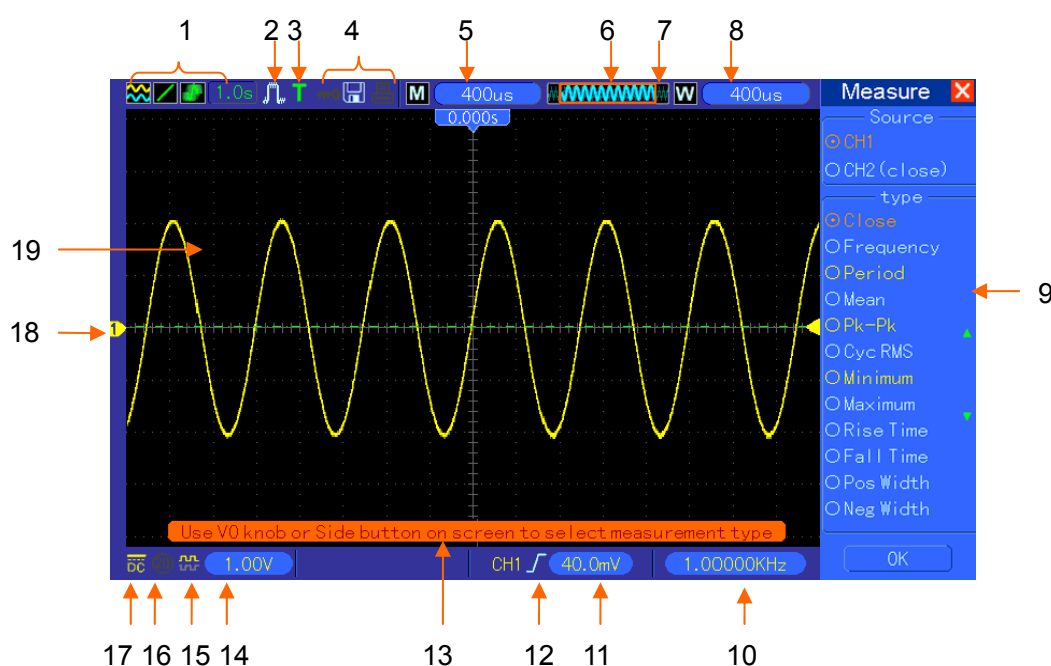 1 2 3 4 5 6 7 8
1.0s T M 400us W 400us Measure
0.000s
Source
CH1
CH2(close)
type
Close
Frequency
Period
Mean
Pk-Pk
Cyc RMS
Minimum
Maximum
Rise Time
Fall Time
Pos Width
Neg Width
OK
19
9
18
1
Use V0 knob or Side button on screen to select measurement type
DC 1.00V CH1 40.0mV 1.00000KHz
17 16 15 14 13 12 11 10